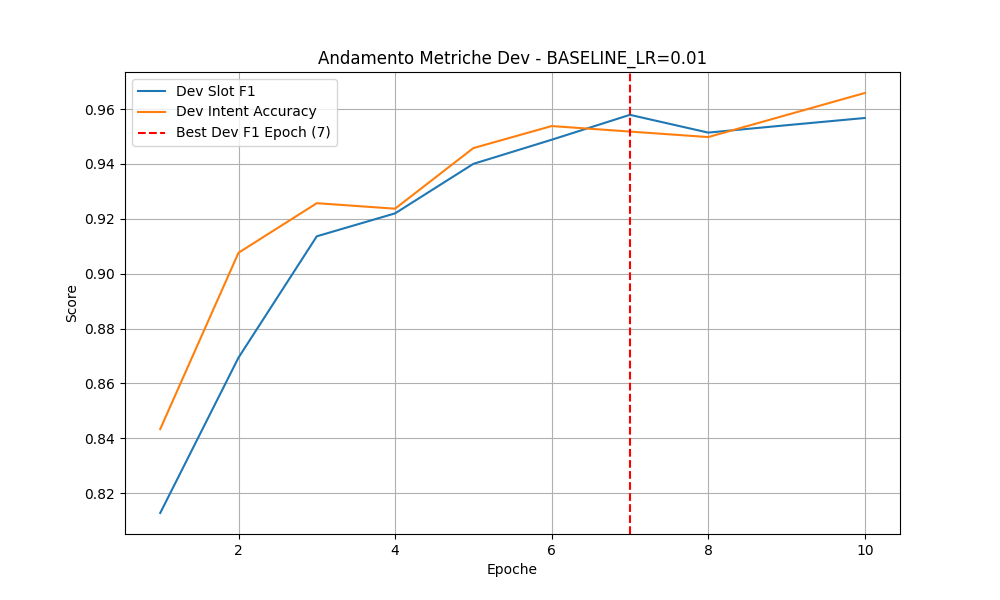 Andamento Metriche Dev - BASELINE_LR=0.01
Dev Slot F1
Dev Intent Accuracy
Best Dev F1 Epoch (7)
Score
0.96
0.94
0.92
0.90
0.88
0.86
0.84
0.82
2 4 6 8 10
Epoche